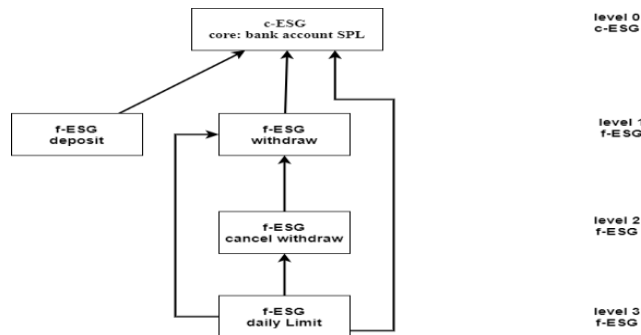 c-ESG
core: bank account SPL
level 0
c-ESG
f-ESG
deposit
f-ESG
withdraw
level 1
f-ESG
f-ESG
cancel withdraw
level 2
f-ESG
f-ESG
daily Limit
level 3
f-ESG